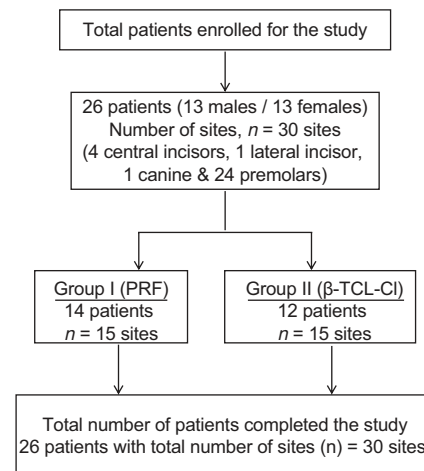 Total patients enrolled for the study
26 patients (13 males / 13 females)
Number of sites, n = 30 sites
(4 central incisors, 1 lateral incisor,
1 canine & 24 premolars)
Group I (PRF)
14 patients
n = 15 sites
Group II (β-TCL-Cl)
12 patients
n = 15 sites
Total number of patients completed the study
26 patients with total number of sites (n) = 30 sites